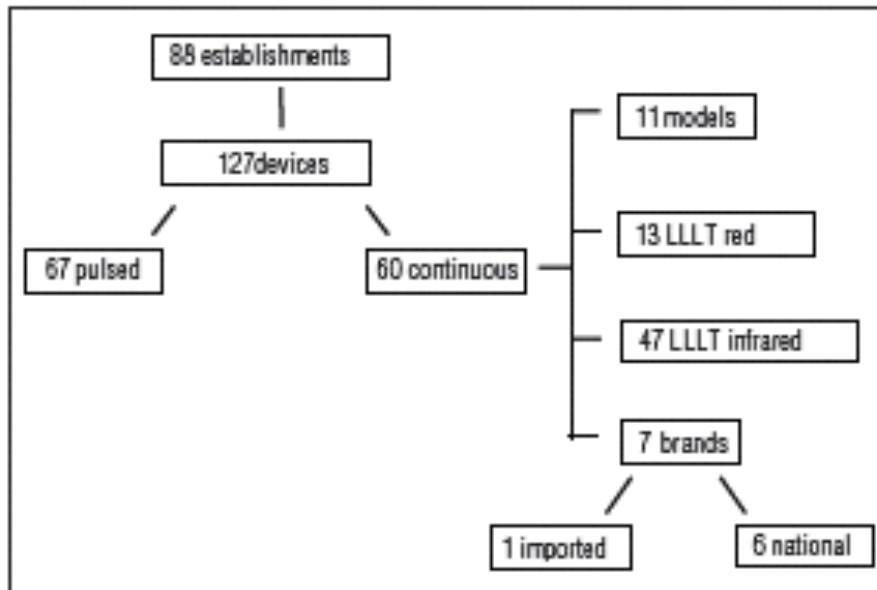 88 establishments
127devices
67 pulsed
60 continuous
11models
13 LLLT red
47 LLLT infrared
7 brands
1 imported
6 national